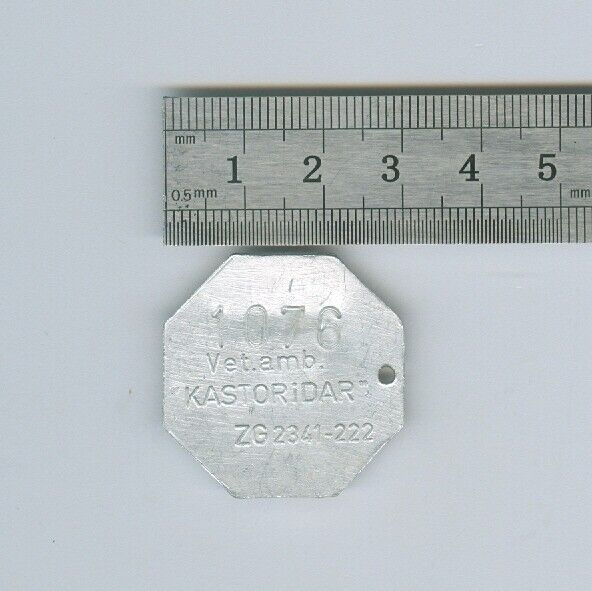 mm
1 2 3 4 5
0.5mm mm
1076
Vet.amb.
"KASTORiDAR"
ZG 2341-222